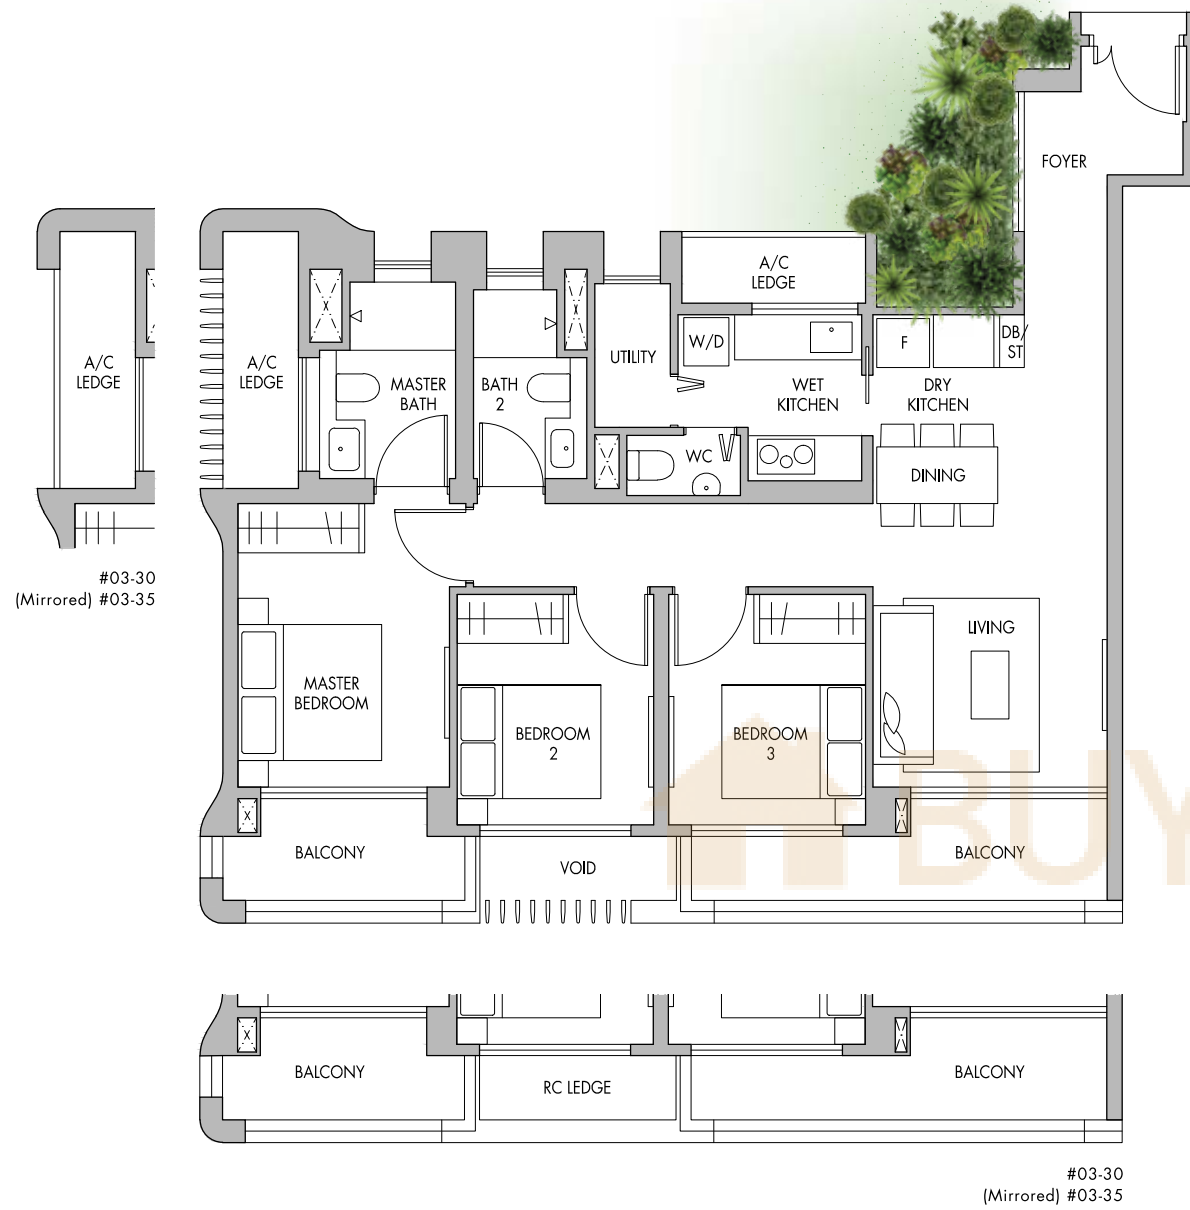 FOYER
A/C
LEDGE
A/C
LEDGE
A/C
LEDGE
W/D
F
DB/
ST
UTILITY
MASTER
BATH
BATH
2
WET
KITCHEN
DRY
KITCHEN
WC
DINING
#03-30
(Mirrored) #03-35
LIVING
MASTER
BEDROOM
BEDROOM
2
BEDROOM
3
BUY
BALCONY
VOID
BALCONY
BALCONY
RC LEDGE
BALCONY
#03-30
(Mirrored) #03-35